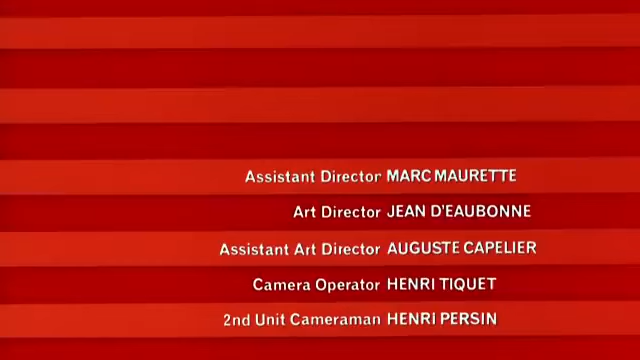 Assistant Director MARC MAURETTE
Art Director JEAN D'EAUBONNE
Assistant Art Director AUGUSTE CAPELIER
Camera Operator HENRI TIQUET
2nd Unit Cameraman HENRI PERSIN